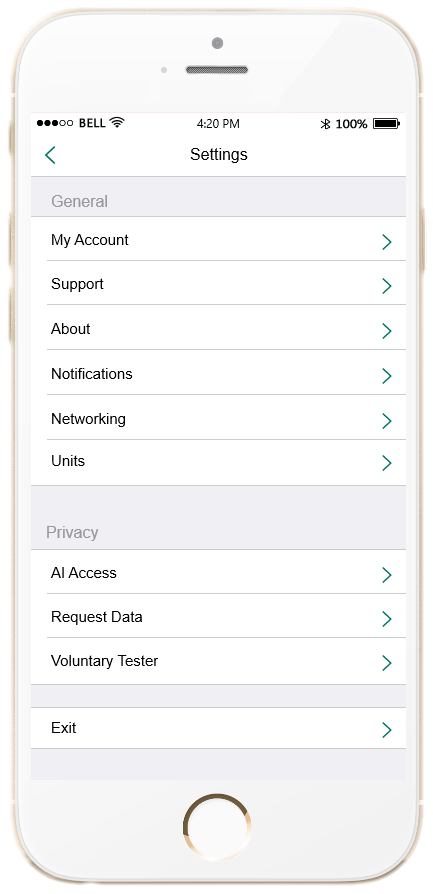 BELL 4:20 PM 100%
Settings
General
My Account
Support
About
Notifications
Networking
Units
Privacy
AI Access
Request Data
Voluntary Tester
Exit